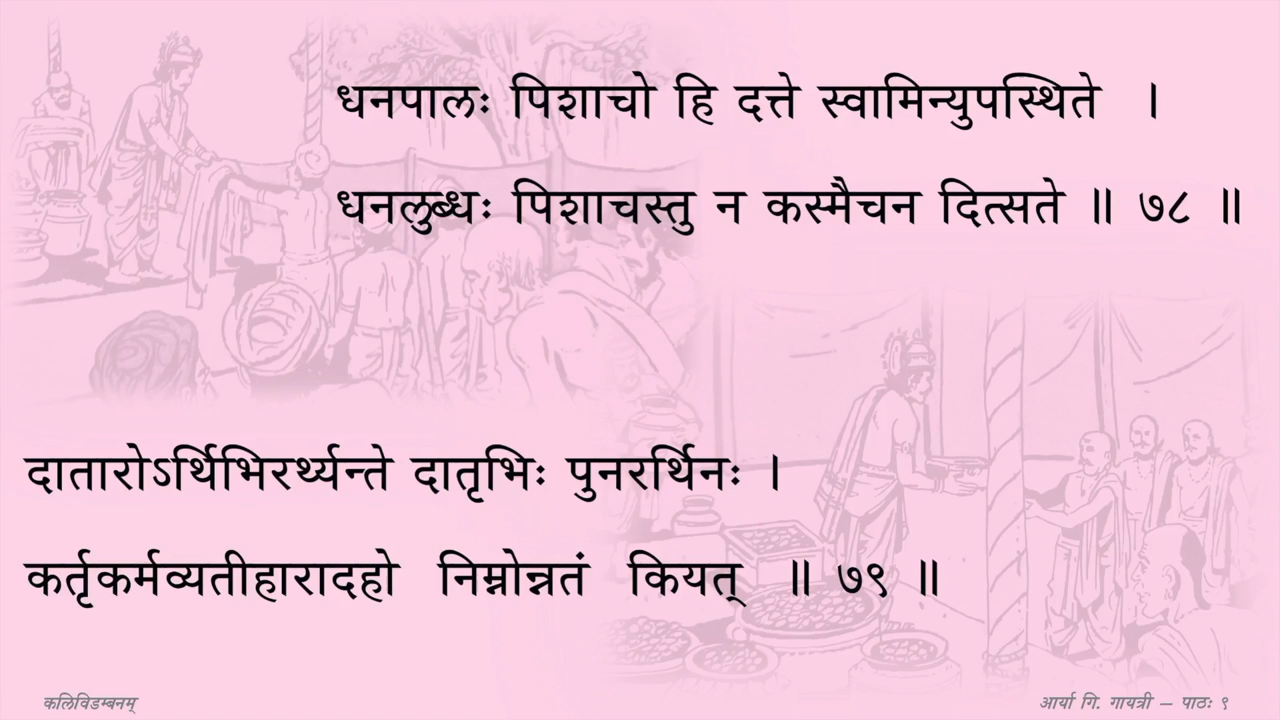 धनपालः पिशाचो हि दत्ते स्वामिन्युपस्थिते ।
धनलुब्धः पिशाचस्तु न कस्मैचन दित्सते ॥ ७८ ॥
दातारोऽर्थिभिरर्थ्यन्ते दातृभिः पुनरर्थिनः ।
कर्तृकर्मव्यतीहारादहो निम्नोन्नतं कियत् ॥ ७९ ॥
कलिविडम्बनम्
आर्या गि. गायत्री – पाठः ९